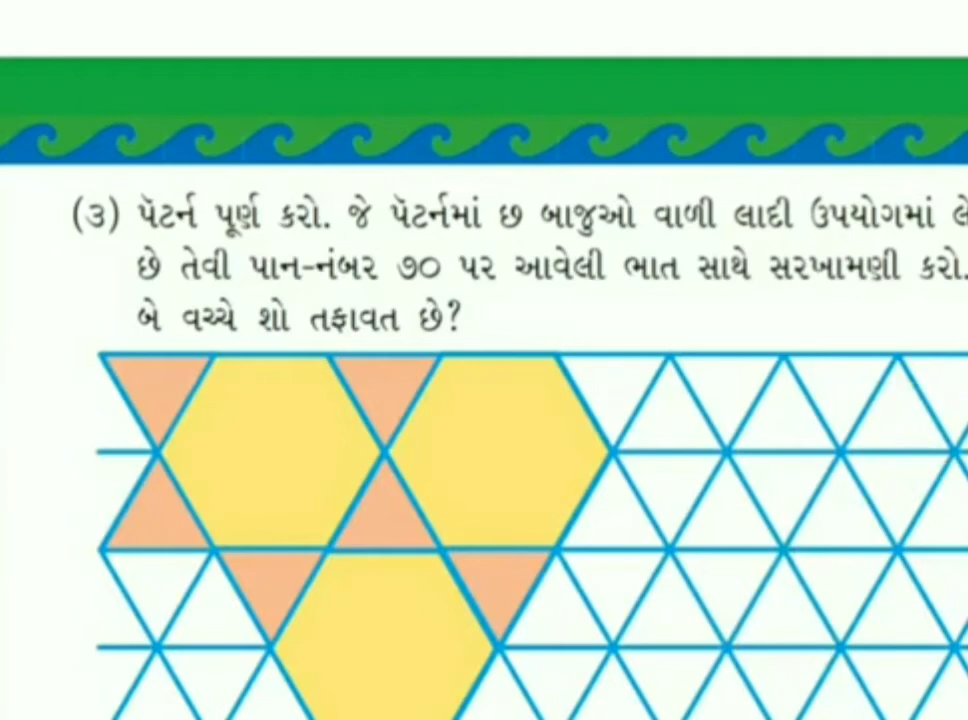 (૩) પૅટર્ન પૂર્ણ કરો. જે પૅટર્નમાં છ બાજુઓ વાળી લાદી ઉપયોગમાં
છે તેવી પાન-નંબર ૭૦ પર આવેલી ભાત સાથે સરખામણી કરો.
બે વચ્ચે શો તફાવત છે?